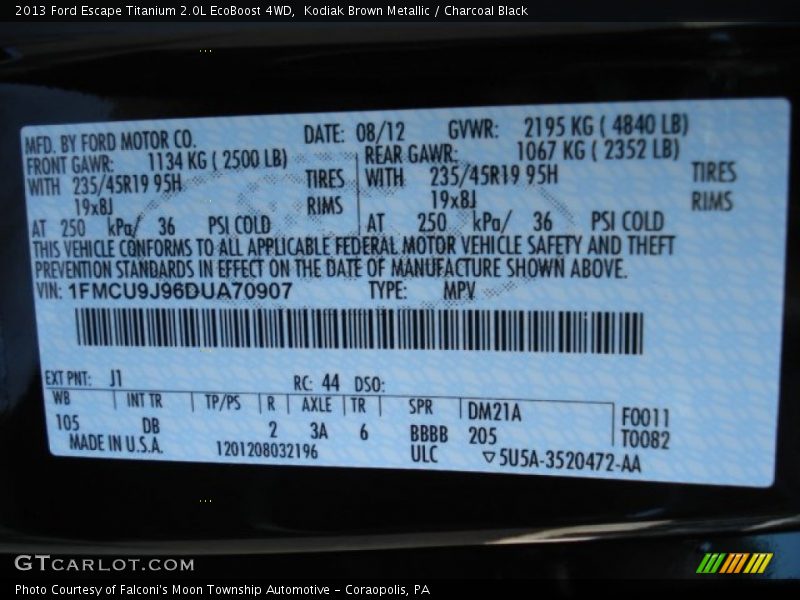 2013 Ford Escape Titanium 2.0L EcoBoost 4WD,  Kodiak Brown Metallic / Charcoal Black
MFD. BY FORD MOTOR CO. DATE: 08/12 GVWR: 2195 KG ( 4840 LB)
FRONT GAWR: 1134 KG ( 2500 LB) REAR GAWR: 1067 KG ( 2352 LB)
WITH 235/45R19 95H TIRES WITH 235/45R19 95H TIRES
19x8J RIMS 19x8J RIMS
AT 250 kPa/ 36 PSI COLD AT 250 kPa/ 36 PSI COLD
THIS VEHICLE CONFORMS TO ALL APPLICABLE FEDERAL MOTOR VEHICLE SAFETY AND THEFT
PREVENTION STANDARDS IN EFFECT ON THE DATE OF MANUFACTURE SHOWN ABOVE.
VIN: 1FMCU9J96DUA70907 TYPE: MPV
EXT PNT: J1 RC: 44 DSO:
WB INT TR TP/PS R AXLE TR SPR DM21A F0011
105 DB 2 3A 6 BBBB 205 T0082
MADE IN U.S.A. 1201208032196 ULC ▽5U5A-3520472-AA
GTCARLOT.COM
Photo Courtesy of Falconi's Moon Township Automotive – Coraopolis, PA